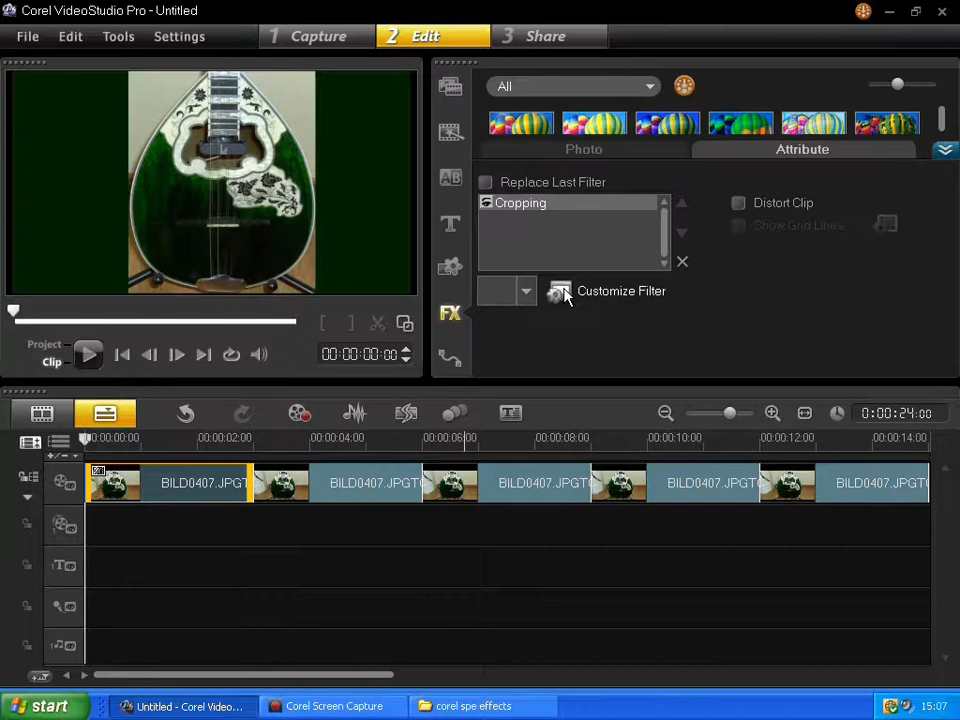 Corel VideoStudio Pro - Untitled
File Edit Tools Settings 1 Capture 2 Edit 3 Share
All
Photo Attribute
Replace Last Filter
Cropping
Distort Clip
Show Grid Lines
Customize Filter
Project
Clip
00:00:00:00
0:00:24:00
00:00:00:00 00:00:02:00 00:00:04:00 00:00:06:00 00:00:08:00 00:00:10:00 00:00:12:00 00:00:14:00
BILD0407.JPG BILD0407.JPG BILD0407.JPG BILD0407.JPG BILD0407.JPG
start Untitled - Corel Video... Corel Screen Capture corel spe effects 15:07